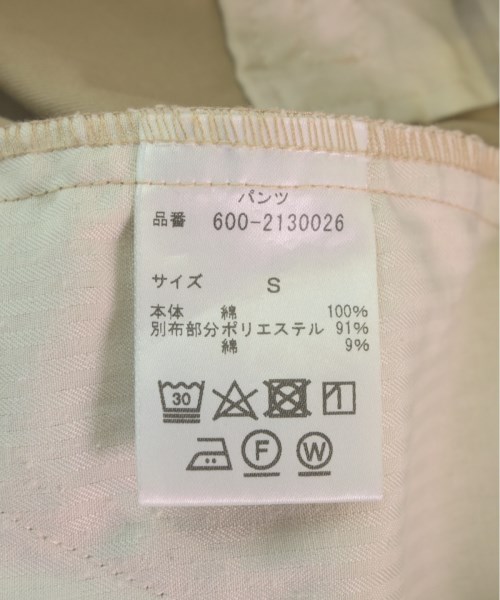 パンツ
品番 600-2130026
サイズ S
本体 綿 100%
別布部分ポリエステル 91%
綿 9%
30
F W